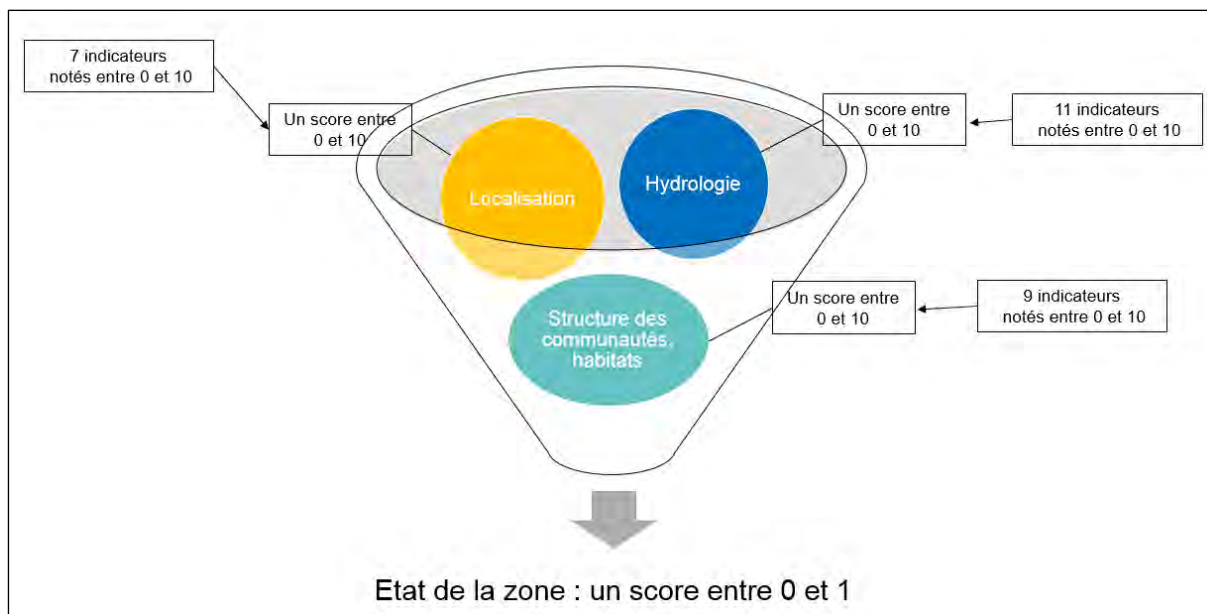 7 indicateurs
notés entre 0 et 10
Un score entre
0 et 10
Localisation
Hydrologie
Un score entre
0 et 10
11 indicateurs
notés entre 0 et 10
Structure des
communautés,
habitats
Un score entre
0 et 10
9 indicateurs
notés entre 0 et 10
Etat de la zone : un score entre 0 et 1